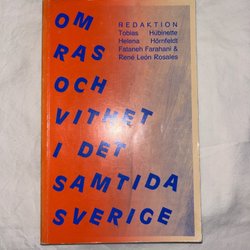 OM
RAS
OCH
VITHET
I DET
SAMTIDA
SVERIGE
REDAKTION
Tobias Hübinette
Helena Hörnfeldt
Fataneh Farahani &
René León Rosales